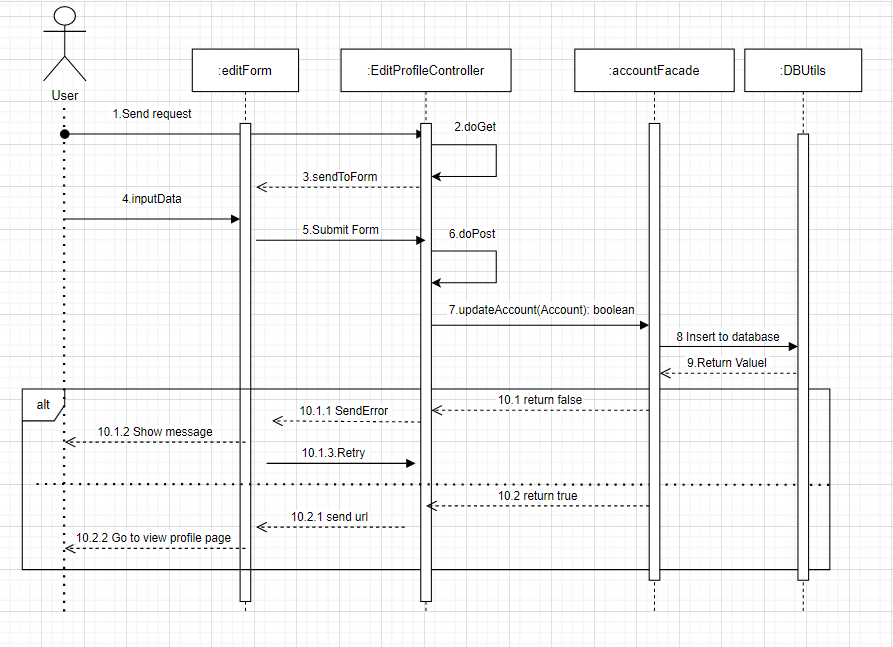 :editForm
:EditProfileController
:accountFacade
:DBUtils
User
1.Send request
2.doGet
3.sendToForm
4.inputData
5.Submit Form
6.doPost
7.updateAccount(Account): boolean
8 Insert to database
9.Return Valuel
alt
10.1 return false
10.1.1 SendError
10.1.2 Show message
10.1.3.Retry
10.2 return true
10.2.1 send url
10.2.2 Go to view profile page